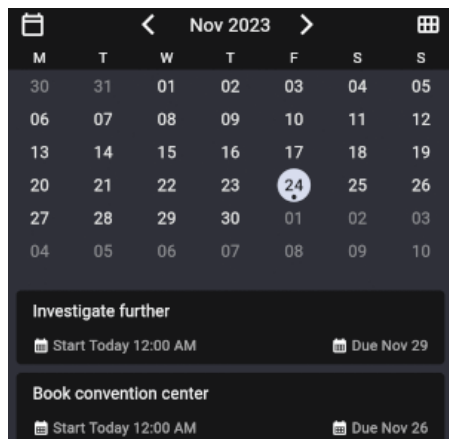 Nov 2023
M T W T F S S
30 31 01 02 03 04 05
06 07 08 09 10 11 12
13 14 15 16 17 18 19
20 21 22 23 24 25 26
27 28 29 30 01 02 03
04 05 06 07 08 09 10
Investigate further
Start Today 12:00 AM Due Nov 29
Book convention center
Start Today 12:00 AM Due Nov 26